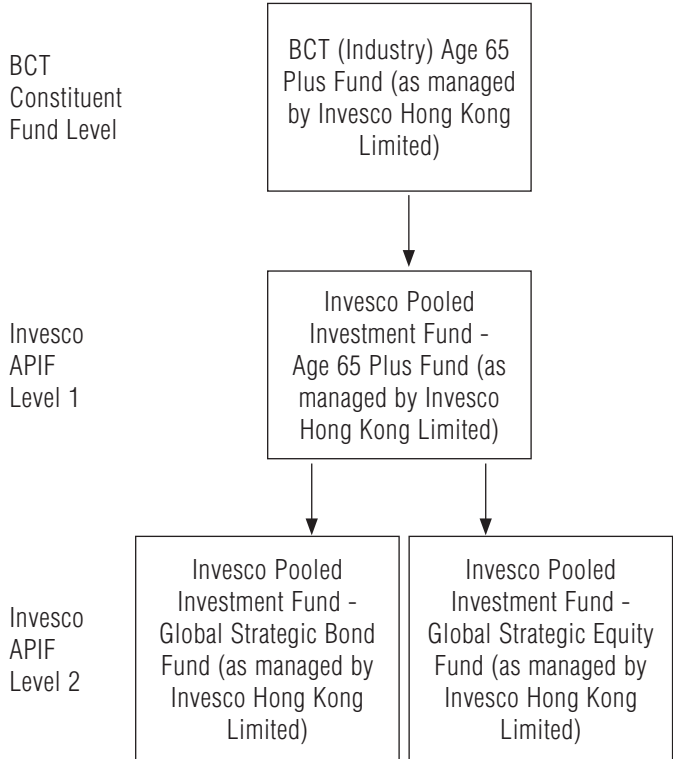 BCT
Constituent
Fund Level
BCT (Industry) Age 65
Plus Fund (as managed
by Invesco Hong Kong
Limited)
Invesco
APIF
Level 1
Invesco Pooled
Investment Fund -
Age 65 Plus Fund (as
managed by Invesco
Hong Kong Limited)
Invesco
APIF
Level 2
Invesco Pooled
Investment Fund -
Global Strategic Bond
Fund (as managed by
Invesco Hong Kong
Limited)
Invesco Pooled
Investment Fund -
Global Strategic Equity
Fund (as managed by
Invesco Hong Kong
Limited)